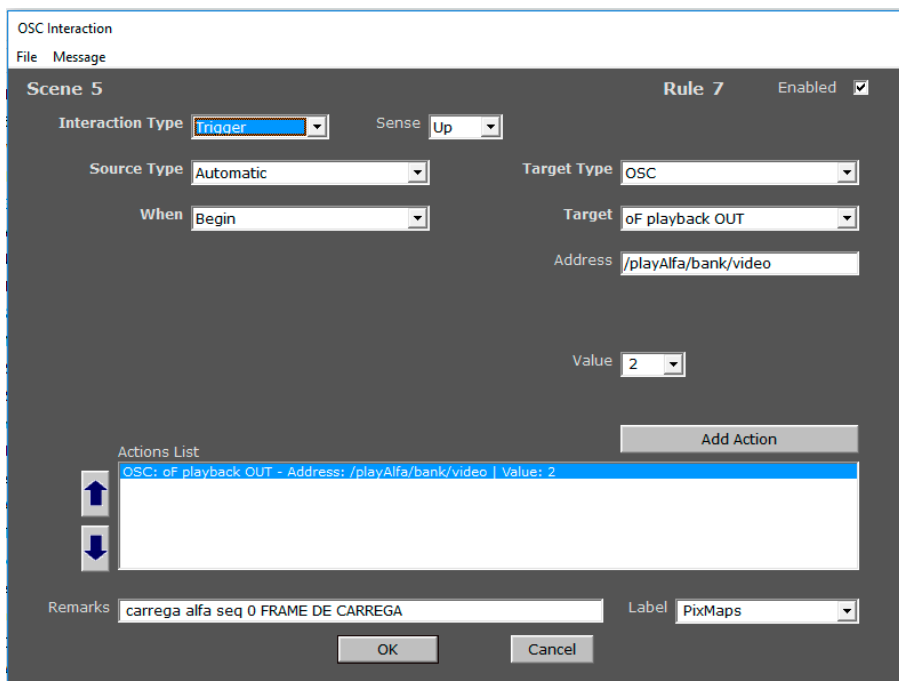 OSC Interaction
File Message
Scene 5 Rule 7 Enabled
Interaction Type Trigger Sense Up
Source Type Automatic Target Type OSC
When Begin Target oF playback OUT
Address /playAlfa/bank/video
Value 2
Add Action
Actions List
OSC: oF playback OUT - Address: /playAlfa/bank/video | Value: 2
Remarks carrega alfa seq 0 FRAME DE CARREGA Label PixMaps
OK Cancel